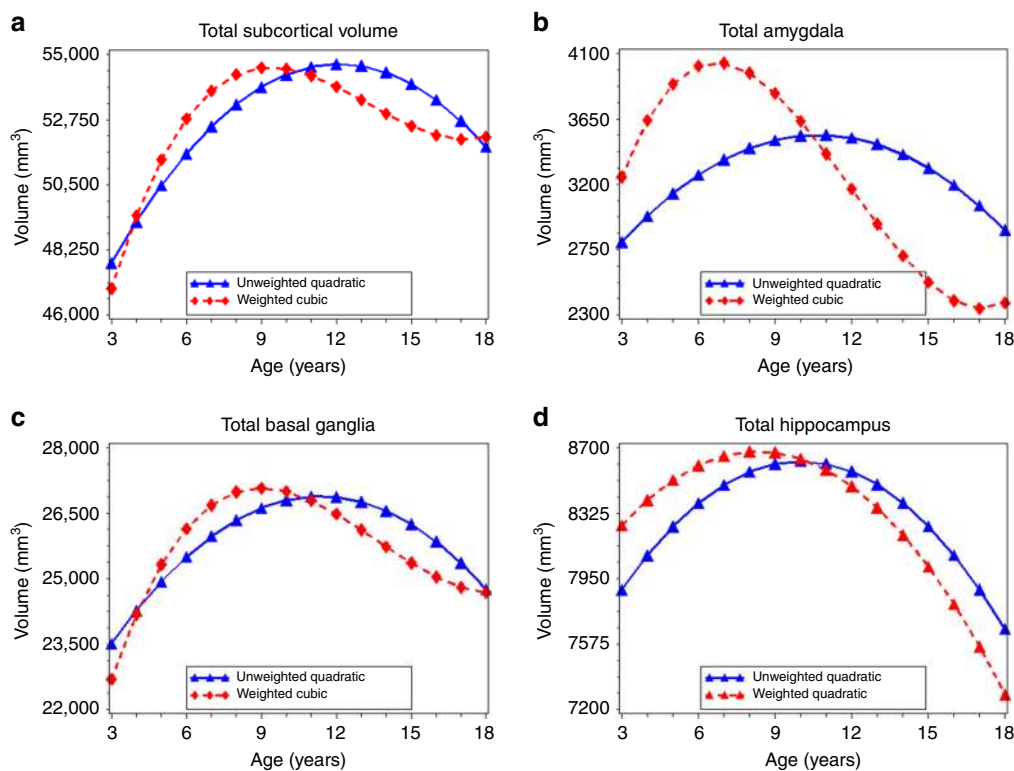 a
Total subcortical volume
Volume (mm³)
55,000
52,750
50,500
48,250
46,000
Unweighted quadratic
Weighted cubic
3 6 9 12 15 18
Age (years)
b
Total amygdala
Volume (mm³)
4100
3650
3200
2750
2300
Unweighted quadratic
Weighted cubic
3 6 9 12 15 18
Age (years)
c
Total basal ganglia
Volume (mm³)
28,000
26,500
25,000
23,500
22,000
Unweighted quadratic
Weighted cubic
3 6 9 12 15 18
Age (years)
d
Total hippocampus
Volume (mm³)
8700
8325
7950
7575
7200
Unweighted quadratic
Weighted quadratic
3 6 9 12 15 18
Age (years)